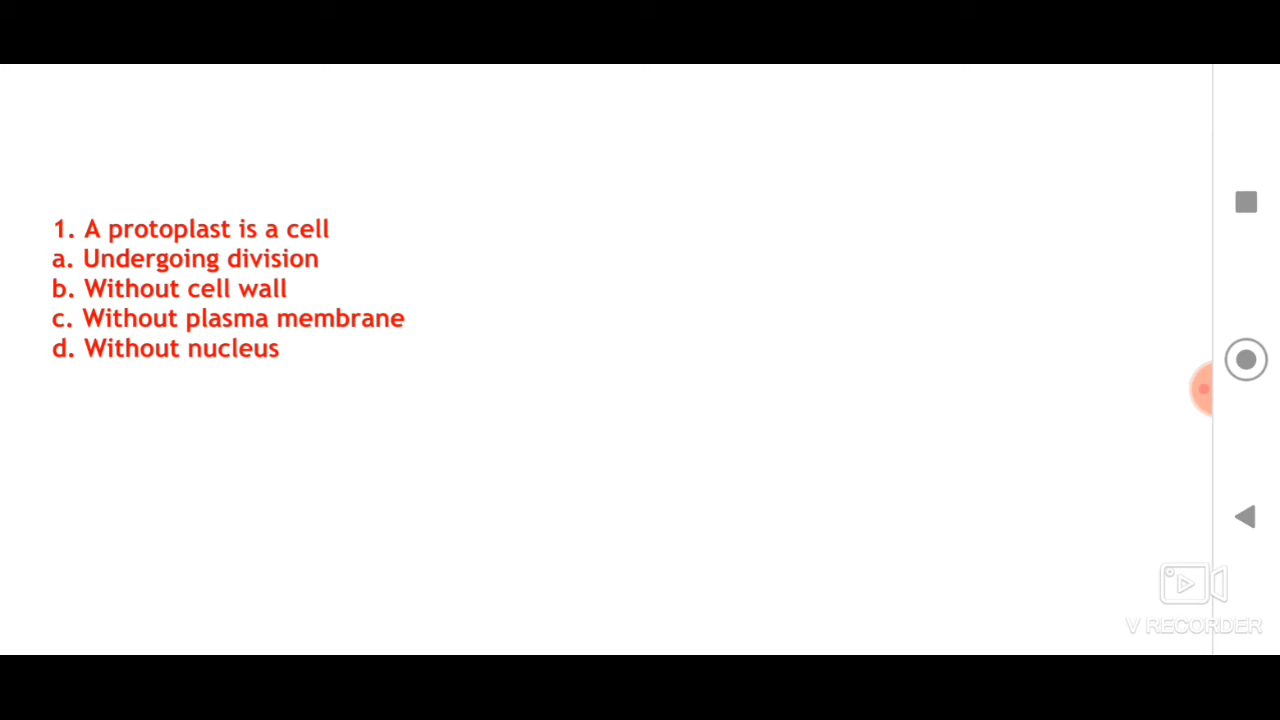 1. A protoplast is a cell
a. Undergoing division
b. Without cell wall
c. Without plasma membrane
d. Without nucleus
V RECORDER